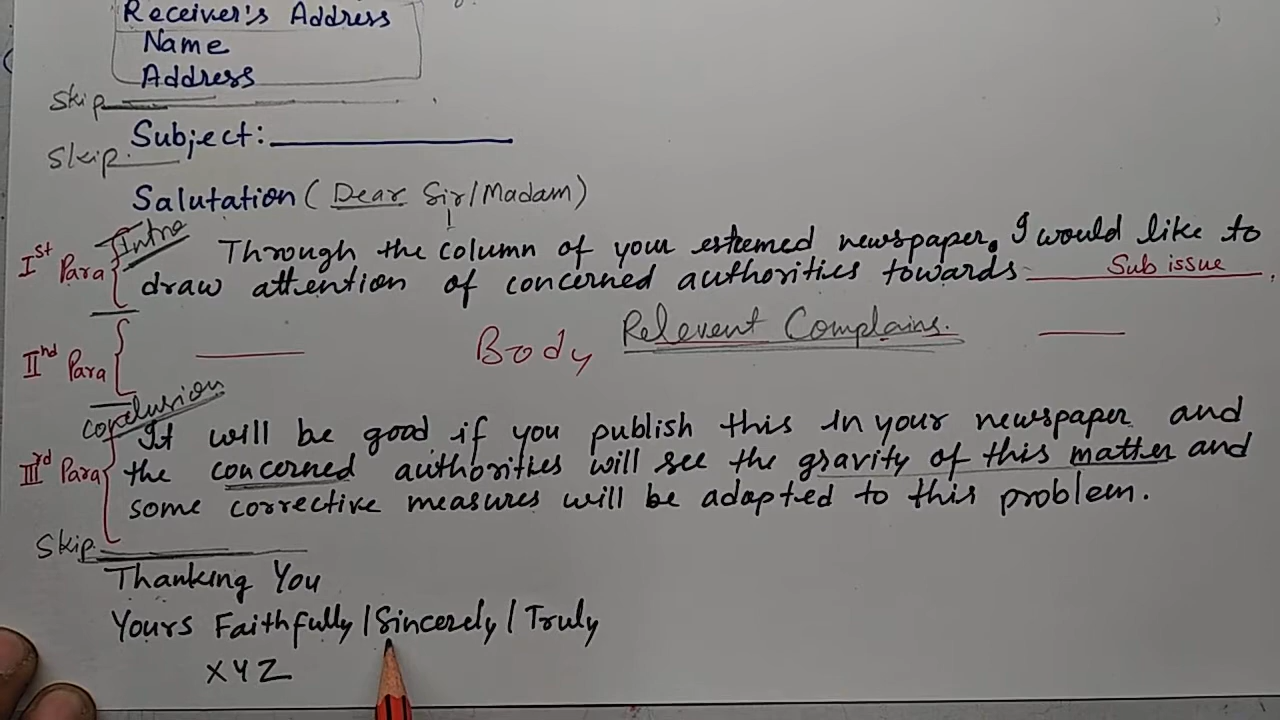 Receiver's Address
Name
Address
Skip
Subject:
Skip.
Salutation ( Dear Sir/Madam)
Intro
Ist Para
Through the column of your esteemed newspaper. I would like to
draw attention of concerned authorities towards Sub issue.
IInd Para
Body Relevent Complains.
Conclusion
IIIrd Para
It will be good if you publish this in your newspaper and
the concerned authorities will see the gravity of this matter and
some corrective measures will be adapted to this problem.
Skip
Thanking You
Yours Faithfully /Sincerely / Truly
XYZ